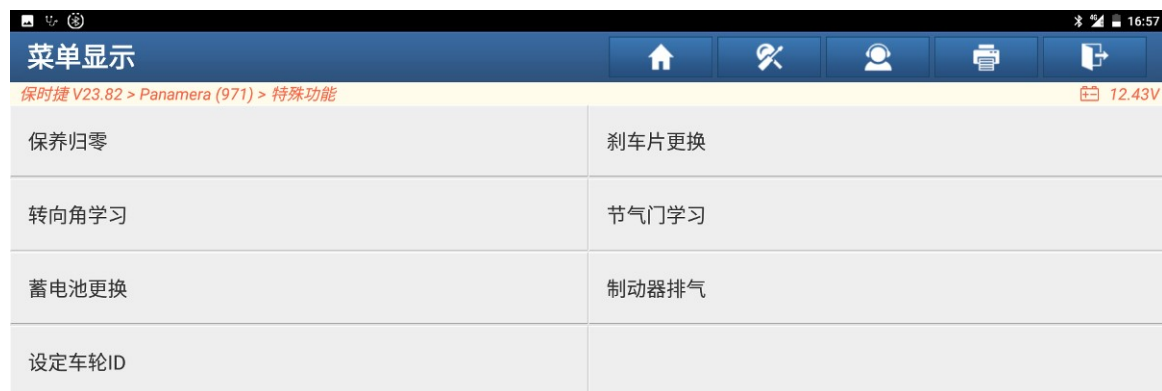 4G 16:57
菜单显示
保时捷 V23.82 > Panamera (971) > 特殊功能 12.43V
保养归零 刹车片更换
转向角学习 节气门学习
蓄电池更换 制动器排气
设定车轮ID